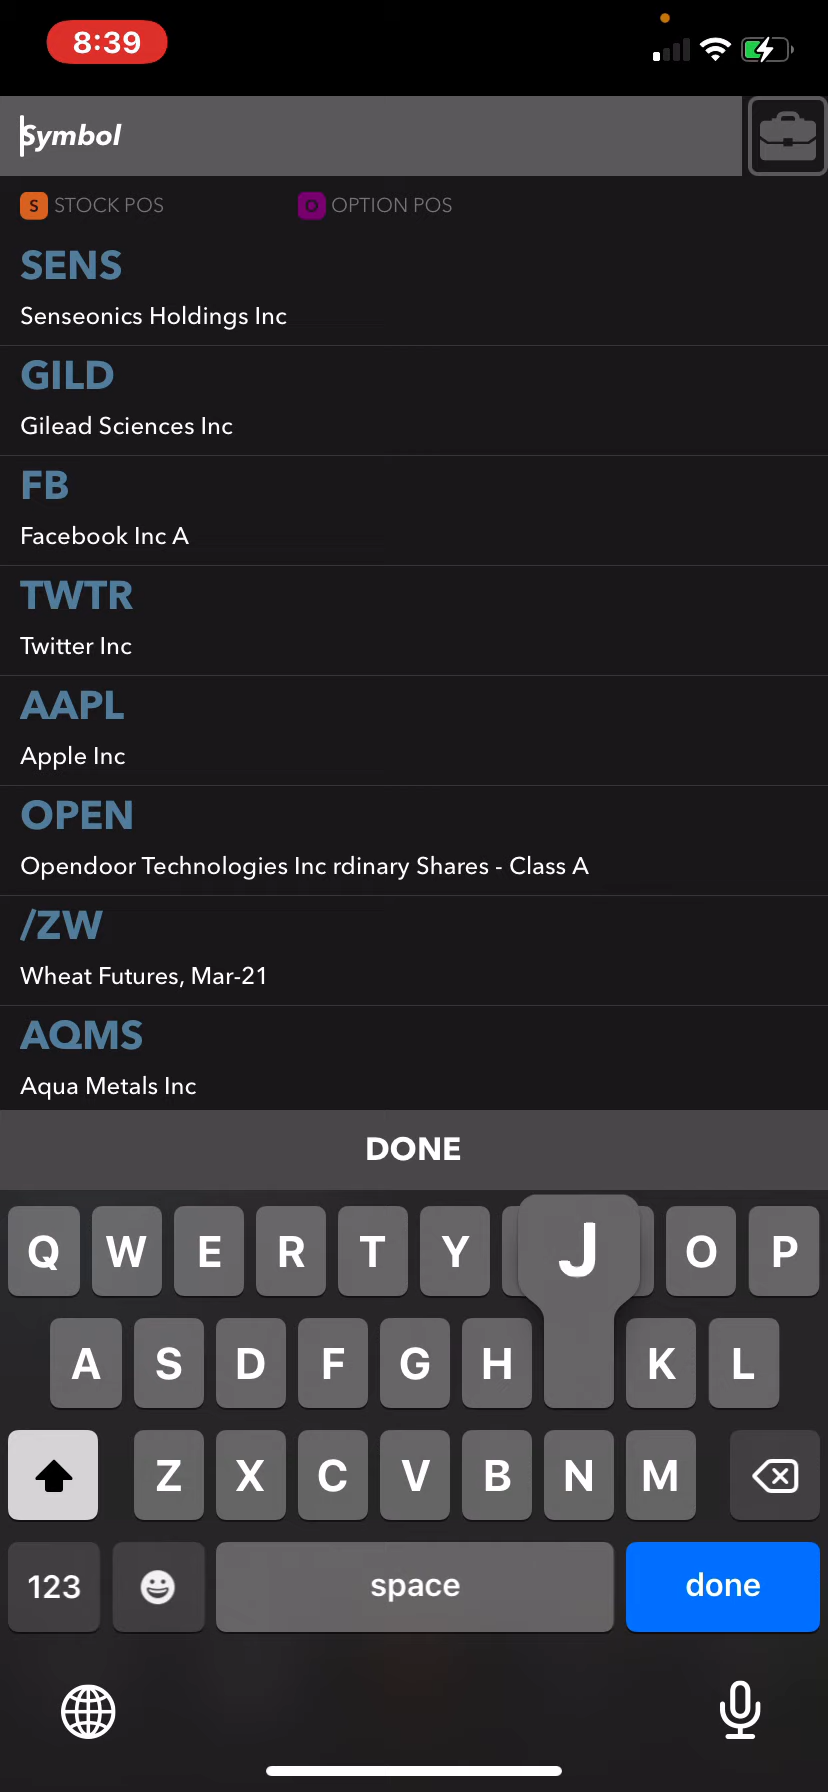 8:39
Symbol
S STOCK POS O OPTION POS
SENS
Senseonics Holdings Inc
GILD
Gilead Sciences Inc
FB
Facebook Inc A
TWTR
Twitter Inc
AAPL
Apple Inc
OPEN
Opendoor Technologies Inc rdinary Shares - Class A
/ZW
Wheat Futures, Mar-21
AQMS
Aqua Metals Inc
DONE
Q W E R T Y J O P
A S D F G H K L
Z X C V B N M
123 space done